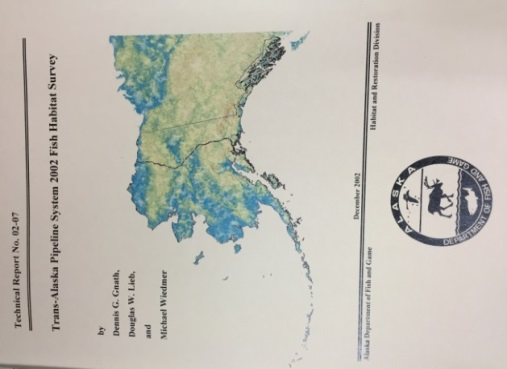 Technical Report No. 02-07
Trans-Alaska Pipeline System 2002 Fish Habitat Survey
by
Dennis G. Gnath,
Douglas W. Lieb,
and
Michael Wiedmer
December 2002
Alaska Department of Fish and Game
Habitat and Restoration Division
ALASKA
DEPARTMENT OF FISH AND GAME